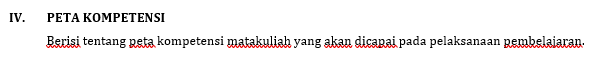 IV. PETA KOMPETENSI
Berisi tentang peta kompetensi matakuliah yang akan dicapai pada pelaksanaan pembelajaran.